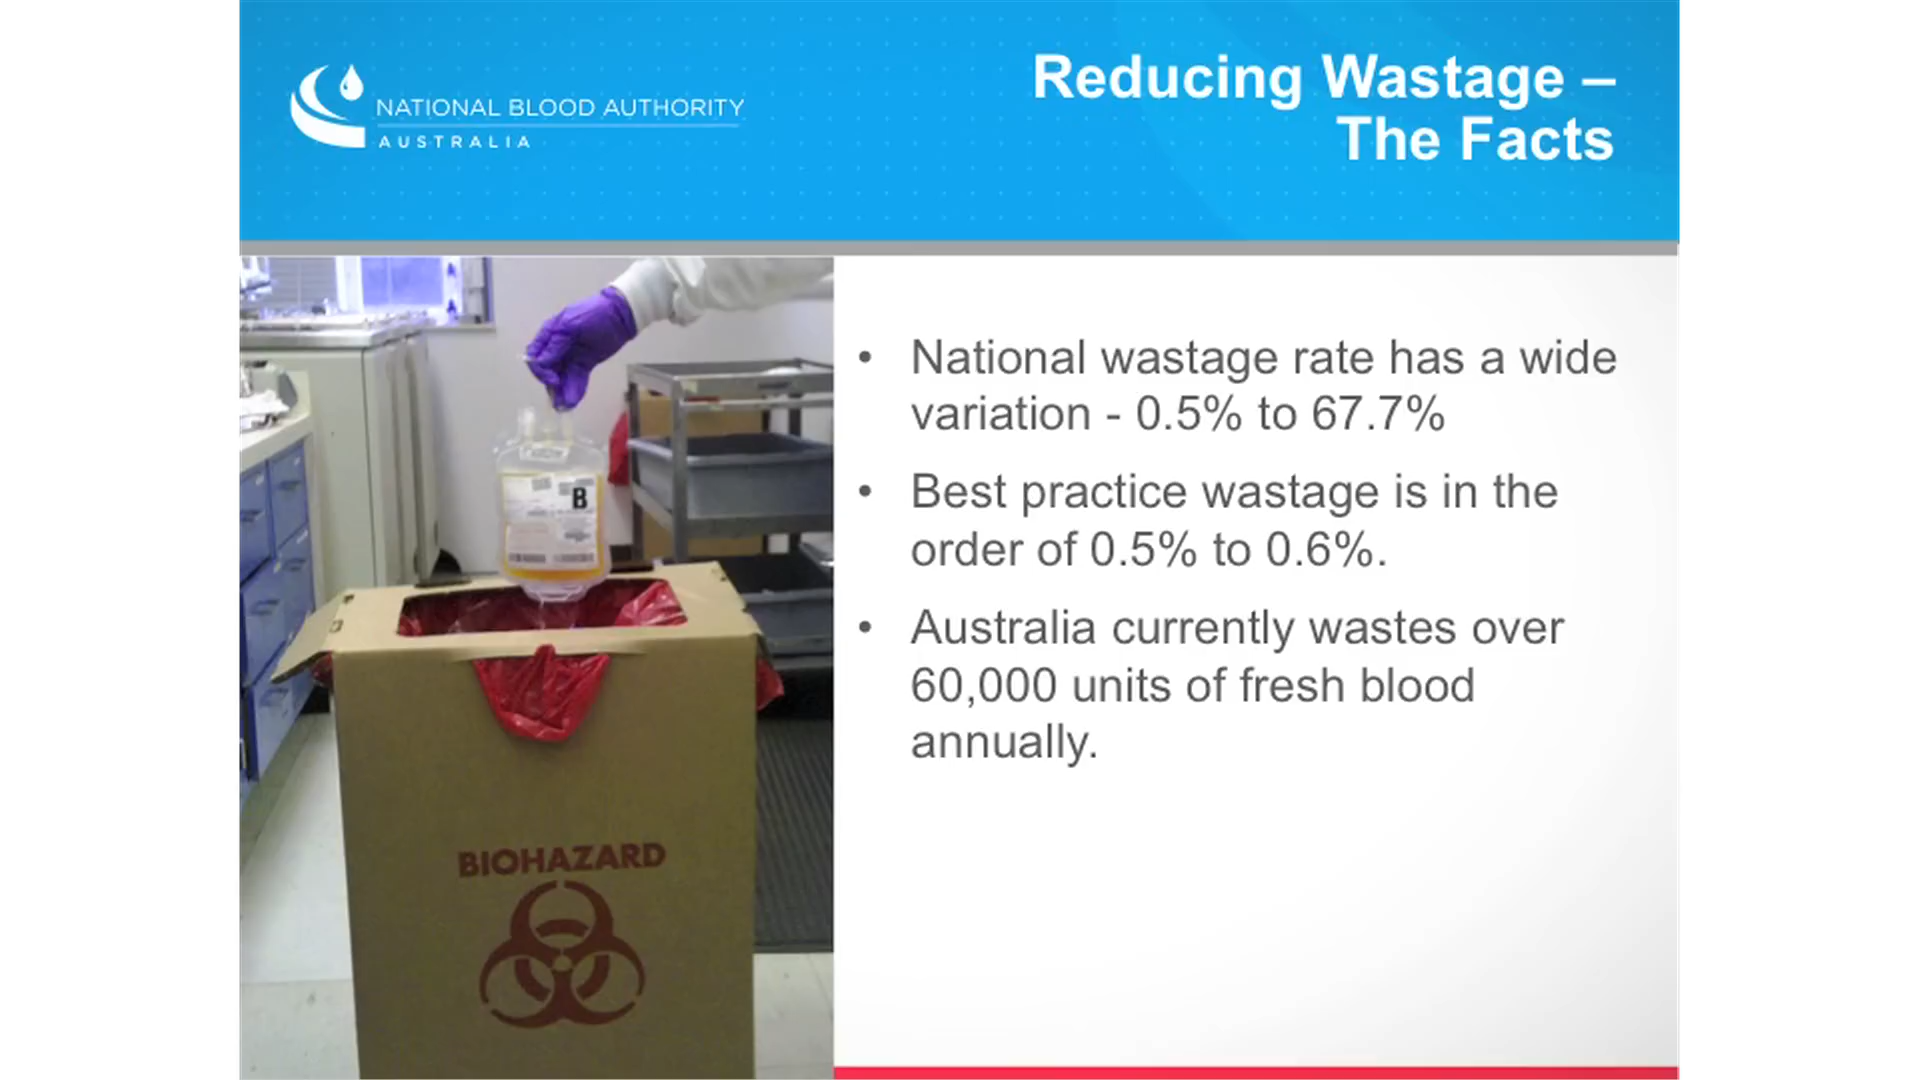 NATIONAL BLOOD AUTHORITY
AUSTRALIA
Reducing Wastage –
The Facts
• National wastage rate has a wide
variation - 0.5% to 67.7%
• Best practice wastage is in the
order of 0.5% to 0.6%.
• Australia currently wastes over
60,000 units of fresh blood
annually.
B
BIOHAZARD